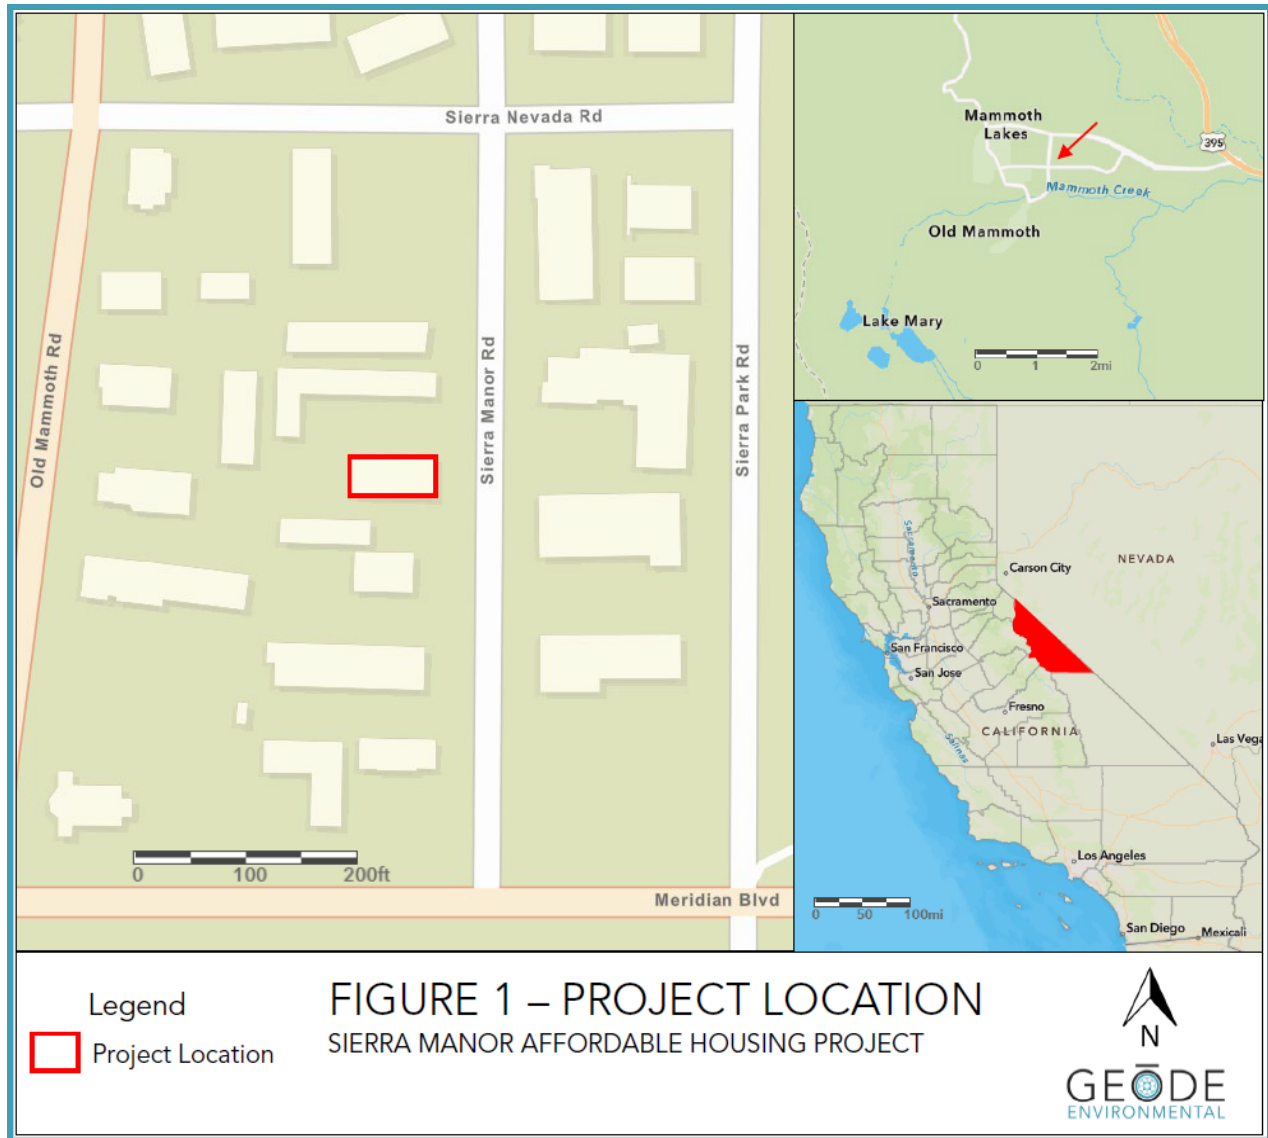 Sierra Nevada Rd
Old Mammoth Rd
Sierra Manor Rd
Sierra Park Rd
0 100 200ft
Meridian Blvd
Mammoth
Lakes
395
Mammoth Creek
Old Mammoth
Lake Mary
0 1 2mi
NEVADA
Carson City
Sacramento
Sacramento
San Francisco
San Jose
Fresno
CALIFORNIA
Salinas
Las Vega
Los Angeles
0 50 100mi
San Diego
Mexicali
Legend
Project Location
FIGURE 1 – PROJECT LOCATION
SIERRA MANOR AFFORDABLE HOUSING PROJECT
N
GEŌDE
ENVIRONMENTAL